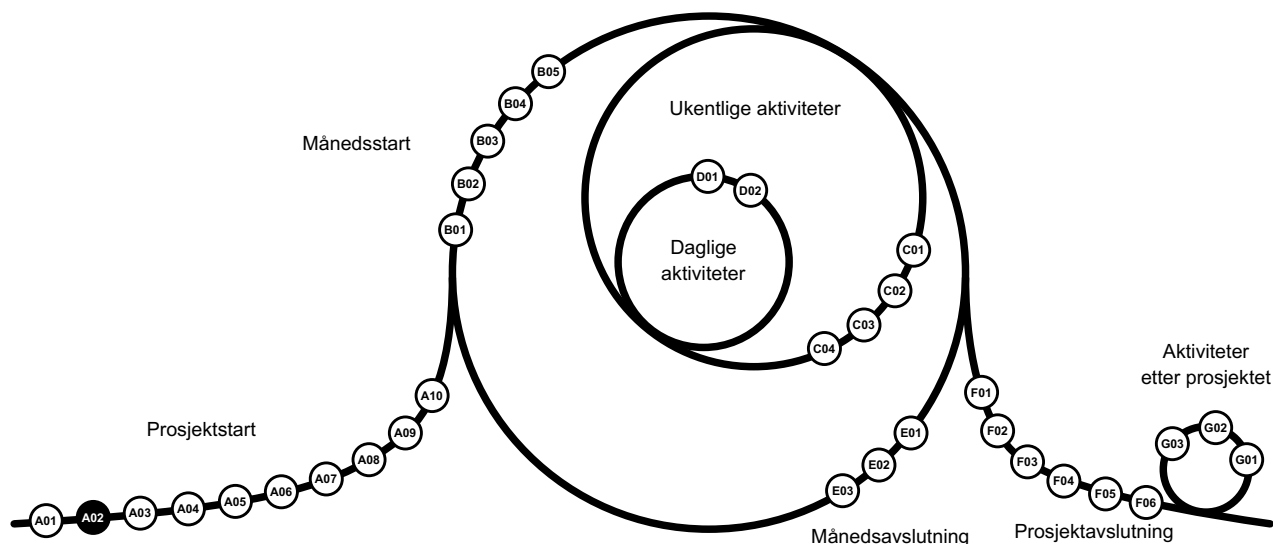 B05
B04
Ukentlige aktiviteter
B03
Månedsstart
D01
B02
D02
B01
Daglige
aktiviteter
C01
C02
C03
C04
Aktiviteter
etter prosjektet
A10
F01
Prosjektstart
A09
E01
F02
G02
G03
G01
A08
E02
F03
A07
F04
A06
E03
F05
A05
F06
A04
A03
A02
A01
Månedsavslutning
Prosjektavslutning